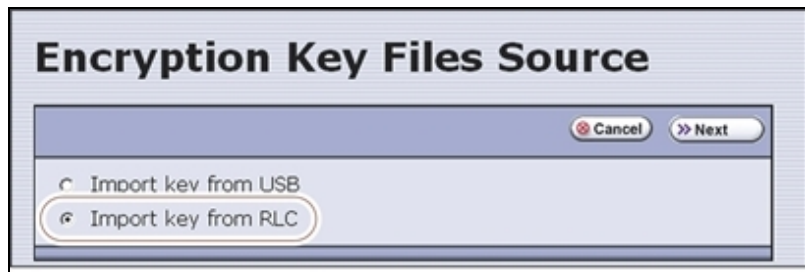 Encryption Key Files Source
Cancel Next
Import key from USB
Import key from RLC